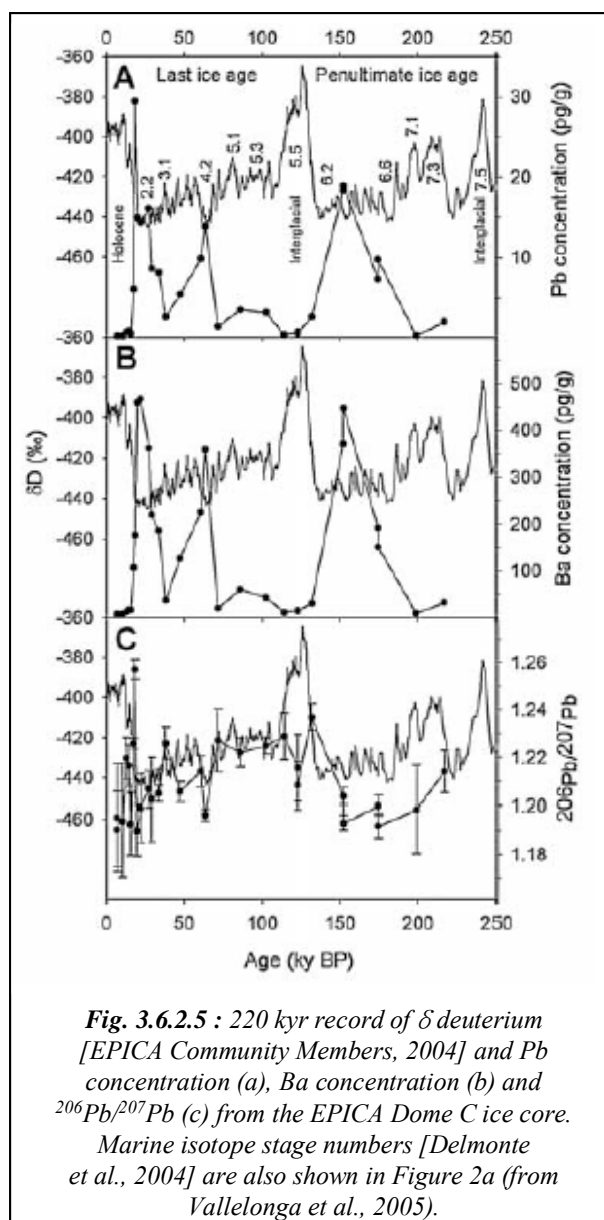 0 50 100 150 200 250
-360
-380
-400
-420
-440
-460
A
Last ice age
Penultimate ice age
Holocene
2.2
3.1
4.2
5.1
5.3
5.5
Interglacial
6.2
6.6
7.1
7.3
7.5
Interglacial
30
20
10
0
Pb concentration (pg/g)
-360
-380
-400
-420
-440
-460
B
δD (‰)
500
400
300
200
100
Ba concentration (pg/g)
-360
-380
-400
-420
-440
-460
C
1.26
1.24
1.22
1.20
1.18
206Pb/207Pb
0 50 100 150 200 250
Age (ky BP)
Fig. 3.6.2.5 : 220 kyr record of δ deuterium
[EPICA Community Members, 2004] and Pb
concentration (a), Ba concentration (b) and
206Pb/207Pb (c) from the EPICA Dome C ice core.
Marine isotope stage numbers [Delmonte
et al., 2004] are also shown in Figure 2a (from
Vallelonga et al., 2005).